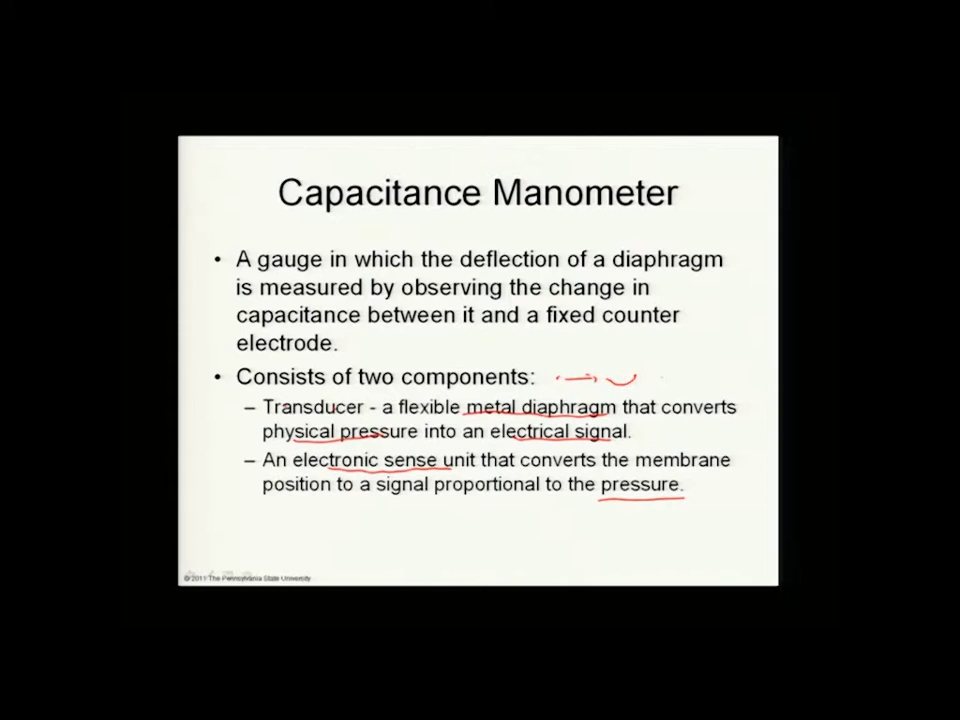 Capacitance Manometer
• A gauge in which the deflection of a diaphragm
is measured by observing the change in
capacitance between it and a fixed counter
electrode.
• Consists of two components:
– Transducer - a flexible metal diaphragm that converts
physical pressure into an electrical signal.
– An electronic sense unit that converts the membrane
position to a signal proportional to the pressure.
© 2011 The Pennsylvania State University